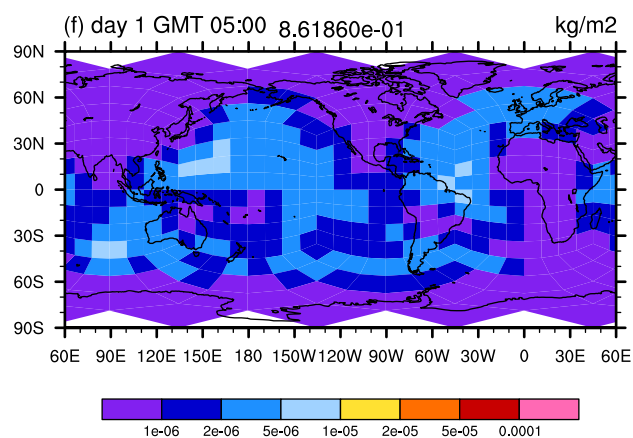 (f) day 1 GMT 05:00 8.61860e-01 kg/m2
90N
60N
30N
0
30S
60S
90S
60E 90E 120E 150E 180 150W 120W 90W 60W 30W 0 30E 60E
1e-06 2e-06 5e-06 1e-05 2e-05 5e-05 0.0001